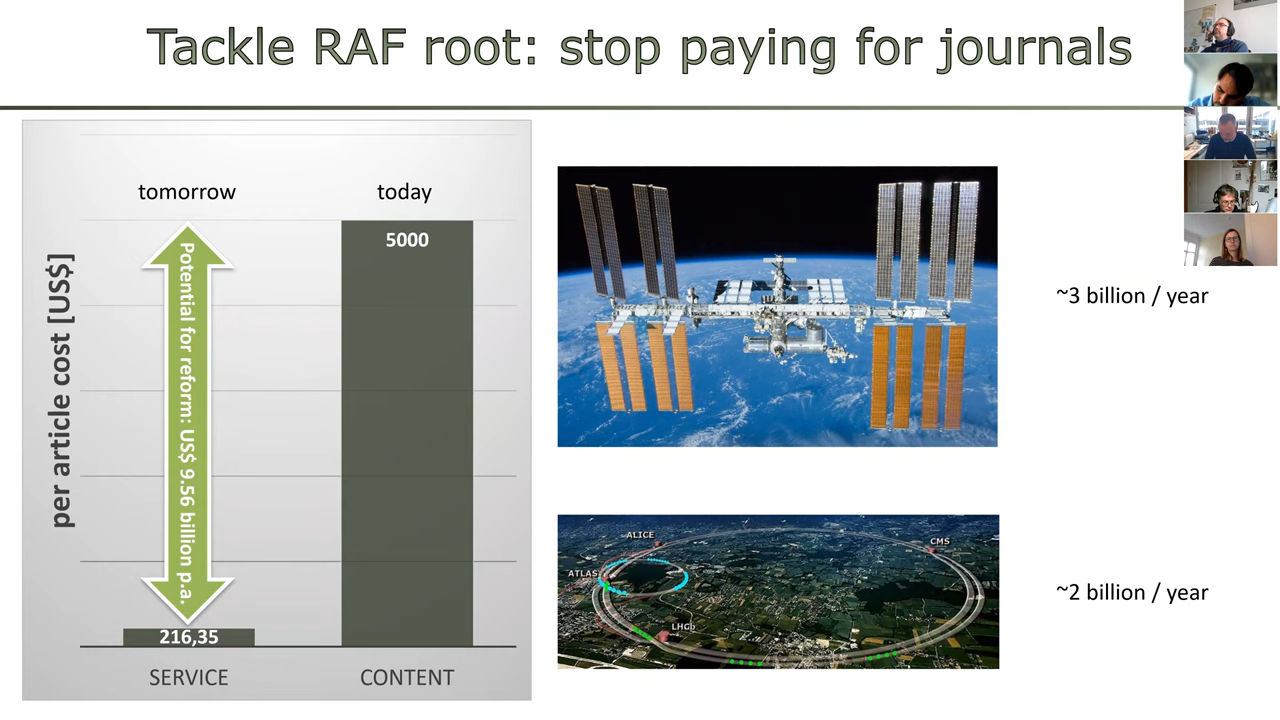 Tackle RAF root: stop paying for journals
per article cost [US$]
tomorrow
today
Potential for reform: US$ 9.56 billion p.a.
5000
216,35
SERVICE
CONTENT
~3 billion / year
ALICE
CMS
ATLAS
LHCb
~2 billion / year